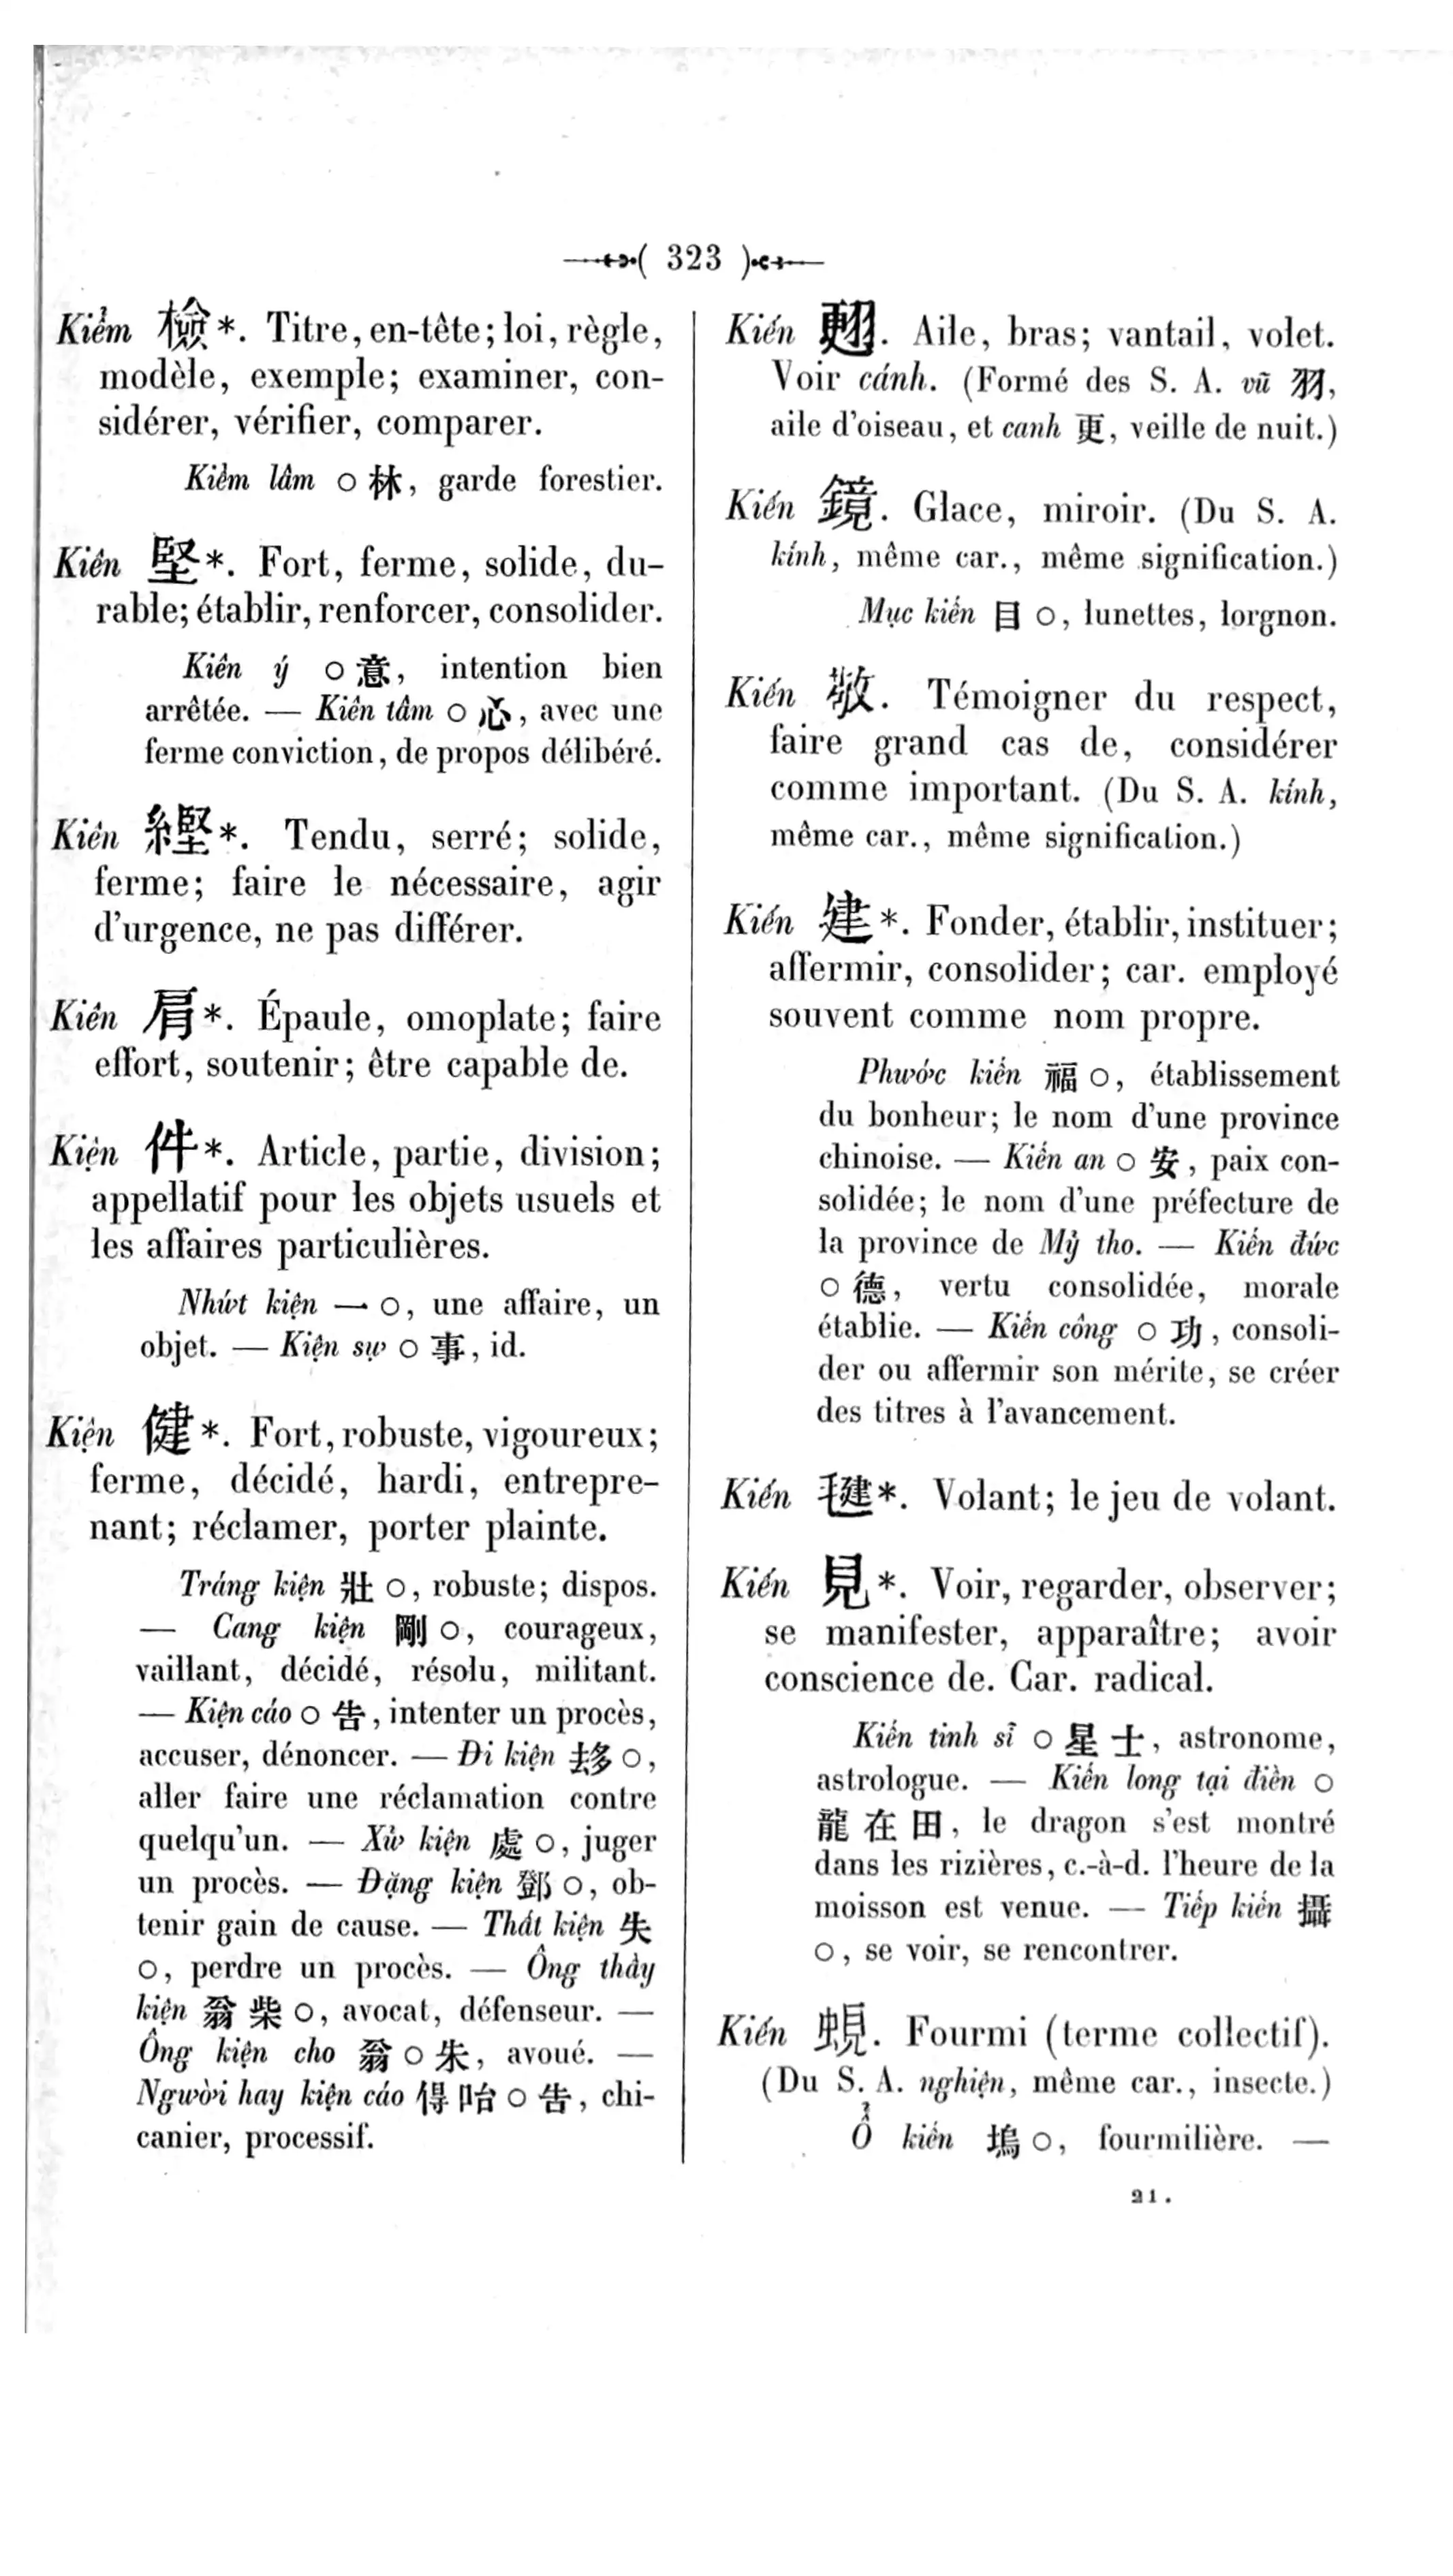 ( 323 )
Kiểm 檢*. Titre, en-tête; loi, règle,
modèle, exemple; examiner, con-
sidérer, vérifier, comparer.
Kiểm lâm ○ 林, garde forestier.
Kiên 堅*. Fort, ferme, solide, du-
rable; établir, renforcer, consolider.
Kiên ý ○ 意, intention bien
arrêtée. — Kiên tâm ○ 心, avec une
ferme conviction, de propos délibéré.
Kiên 繄*. Tendu, serré; solide,
ferme; faire le nécessaire, agir
d'urgence, ne pas différer.
Kiên 肩*. Épaule, omoplate; faire
effort, soutenir; être capable de.
Kiện 件*. Article, partie, division;
appellatif pour les objets usuels et
les affaires particulières.
Nhứt kiện 一 ○, une affaire, un
objet. — Kiện sự ○ 事, id.
Kiện 健*. Fort, robuste, vigoureux;
ferme, décidé, hardi, entrepre-
nant; réclamer, porter plainte.
Tráng kiện 壯 ○, robuste; dispos.
— Cang kiện 剛 ○, courageux,
vaillant, décidé, résolu, militant.
— Kiện cáo ○ 告, intenter un procès,
accuser, dénoncer. — Đi kiện 𠫾 ○,
aller faire une réclamation contre
quelqu'un. — Xử kiện 處 ○, juger
un procès. — Đặng kiện 鄧 ○, ob-
tenir gain de cause. — Thất kiện 失
○, perdre un procès. — Ông thầy
kiện 翁 柴 ○, avocat, défenseur. —
Ông kiện cho 翁 ○ 朱, avoué. —
Người hay kiện cáo 得 咍 ○ 告, chi-
canier, processif.
Kiến 𦑃. Aile, bras; vantail, volet.
Voir cánh. (Formé des S. A. vũ 羽,
aile d'oiseau, et canh 更, veille de nuit.)
Kiến 鏡. Glace, miroir. (Du S. A.
kính, même car., même signification.)
Mục kiến 目 ○, lunettes, lorgnon.
Kiến 敬. Témoigner du respect,
faire grand cas de, considérer
comme important. (Du S. A. kính,
même car., même signification.)
Kiến 建*. Fonder, établir, instituer;
affermir, consolider; car. employé
souvent comme nom propre.
Phước kiến 福 ○, établissement
du bonheur; le nom d'une province
chinoise. — Kiến an ○ 安, paix con-
solidée; le nom d'une préfecture de
la province de Mỹ tho. — Kiến đức
○ 德, vertu consolidée, morale
établie. — Kiến công ○ 功, consoli-
der ou affermir son mérite, se créer
des titres à l'avancement.
Kiến 毽*. Volant; le jeu de volant.
Kiến 見*. Voir, regarder, observer;
se manifester, apparaître; avoir
conscience de. Car. radical.
Kiến tinh sĩ ○ 星 士, astronome,
astrologue. — Kiến long tại điền ○
龍 在 田, le dragon s'est montré
dans les rizières, c.-à-d. l'heure de la
moisson est venue. — Tiếp kiến 攝
○, se voir, se rencontrer.
Kiến 蜆. Fourmi (terme collectif).
(Du S. A. nghiện, même car., insecte.)
Ổ kiến 塢 ○, fourmilière. —
21.